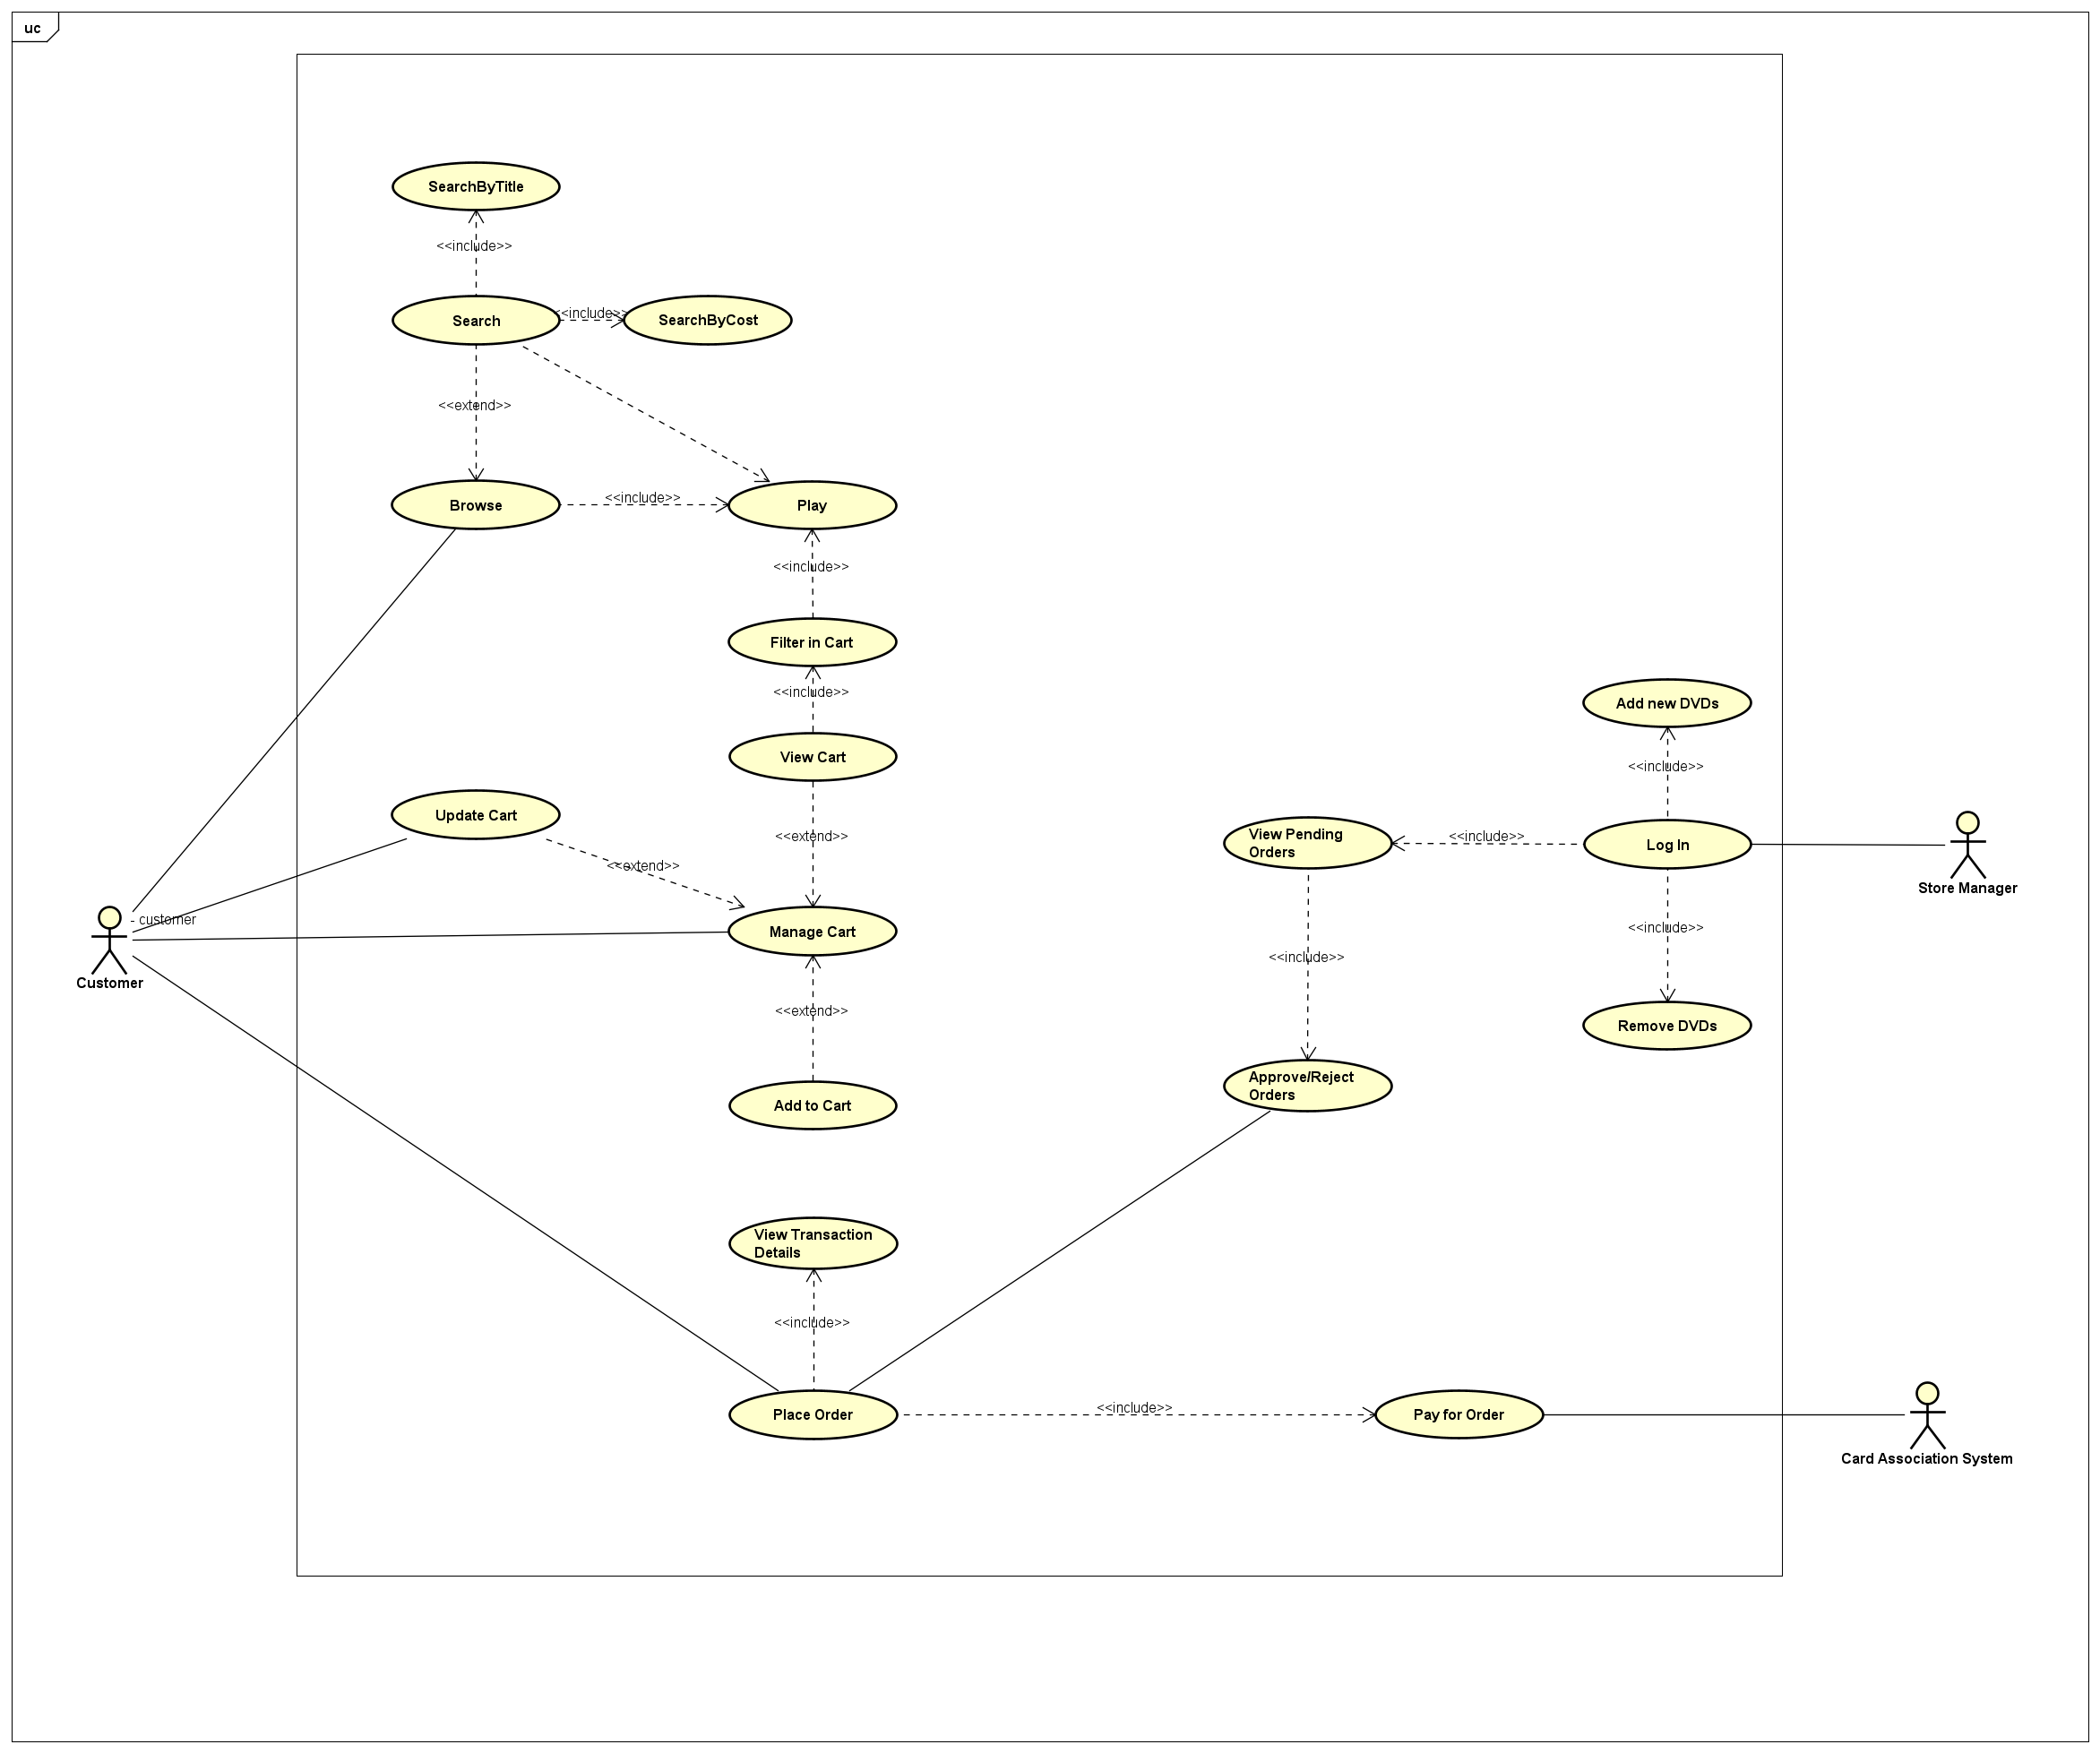 uc
SearchByTitle
<<include>>
Search
<<include>>
SearchByCost
<<extend>>
Browse
<<include>>
Play
<<include>>
Filter in Cart
<<include>>
View Cart
Update Cart
<<extend>>
<<extend>>
- customer
Customer
Manage Cart
<<extend>>
Add to Cart
View Transaction
Details
<<include>>
Place Order
<<include>>
Pay for Order
Card Association System
Add new DVDs
<<include>>
View Pending
Orders
<<include>>
Log In
Store Manager
<<include>>
<<include>>
Remove DVDs
Approve/Reject
Orders